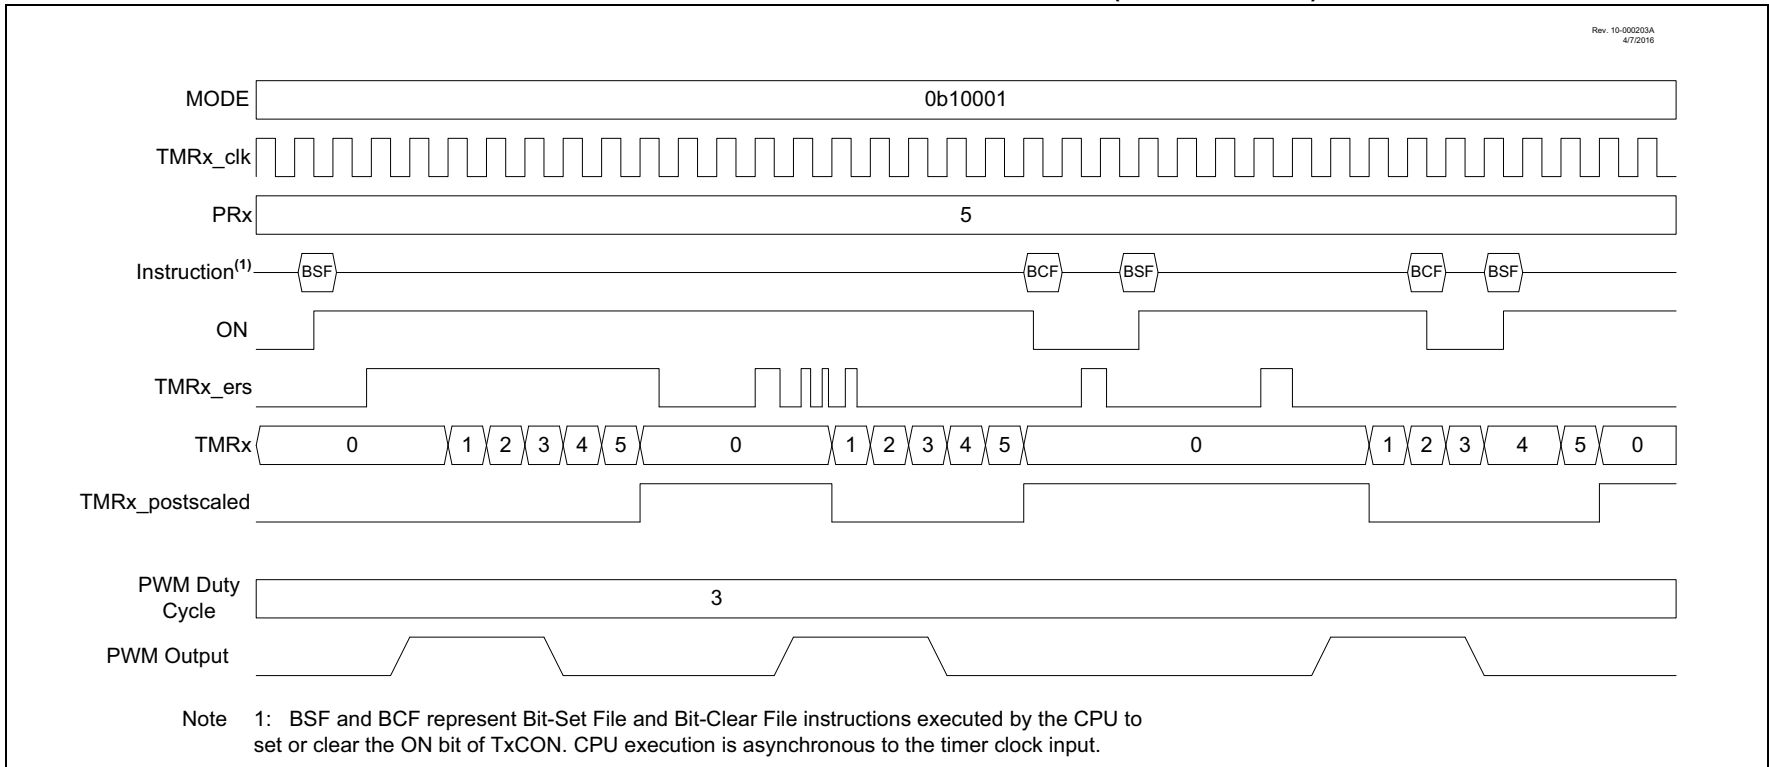 Rev. 10-000203A
4/7/2016
MODE 0b10001
TMRx_clk
PRx 5
Instruction(1) BSF BCF BSF BCF BSF
ON
TMRx_ers
TMRx 0 1 2 3 4 5 0 1 2 3 4 5 0 1 2 3 4 5 0
TMRx_postscaled
PWM Duty
Cycle 3
PWM Output
Note 1: BSF and BCF represent Bit-Set File and Bit-Clear File instructions executed by the CPU to
set or clear the ON bit of TxCON. CPU execution is asynchronous to the timer clock input.